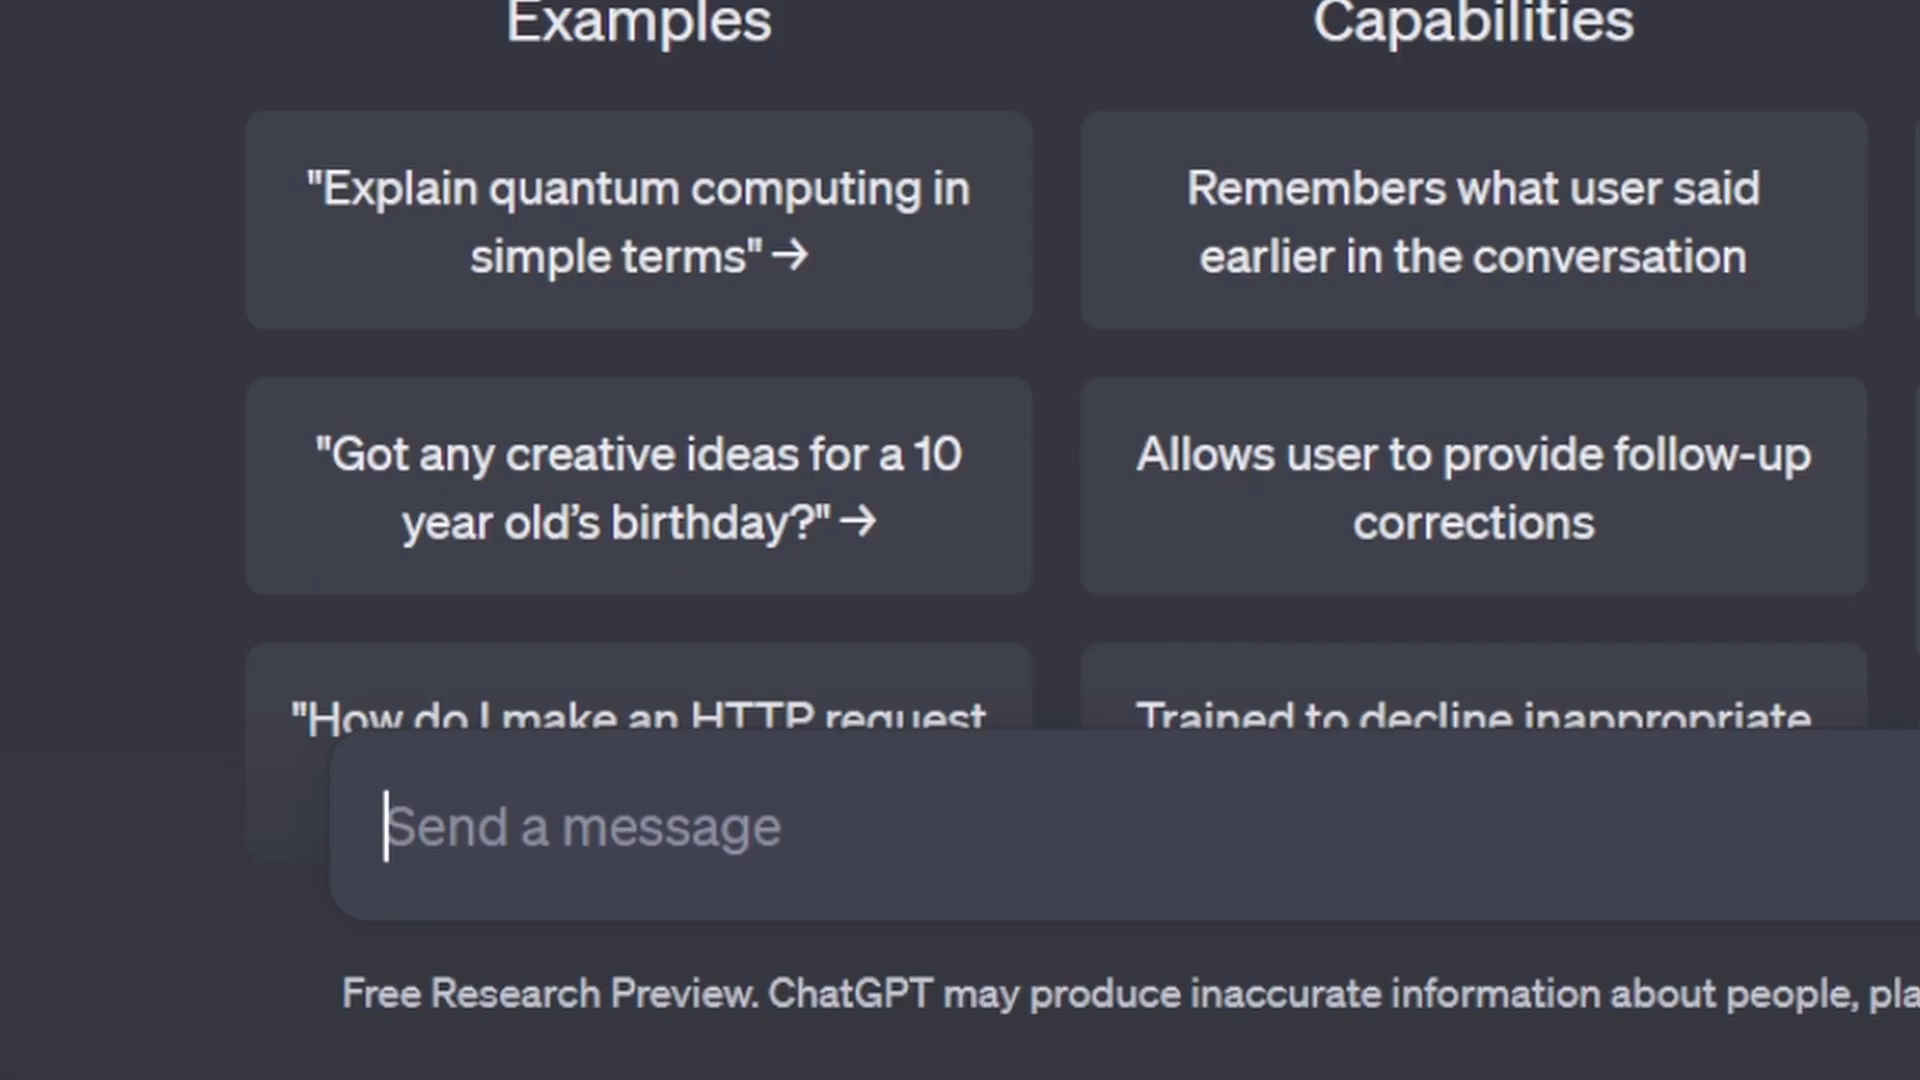 Examples
"Explain quantum computing in
simple terms" →
"Got any creative ideas for a 10
year old’s birthday?" →
"How do I make an HTTP request
Capabilities
Remembers what user said
earlier in the conversation
Allows user to provide follow-up
corrections
Trained to decline inappropriate
Send a message
Free Research Preview. ChatGPT may produce inaccurate information about people,